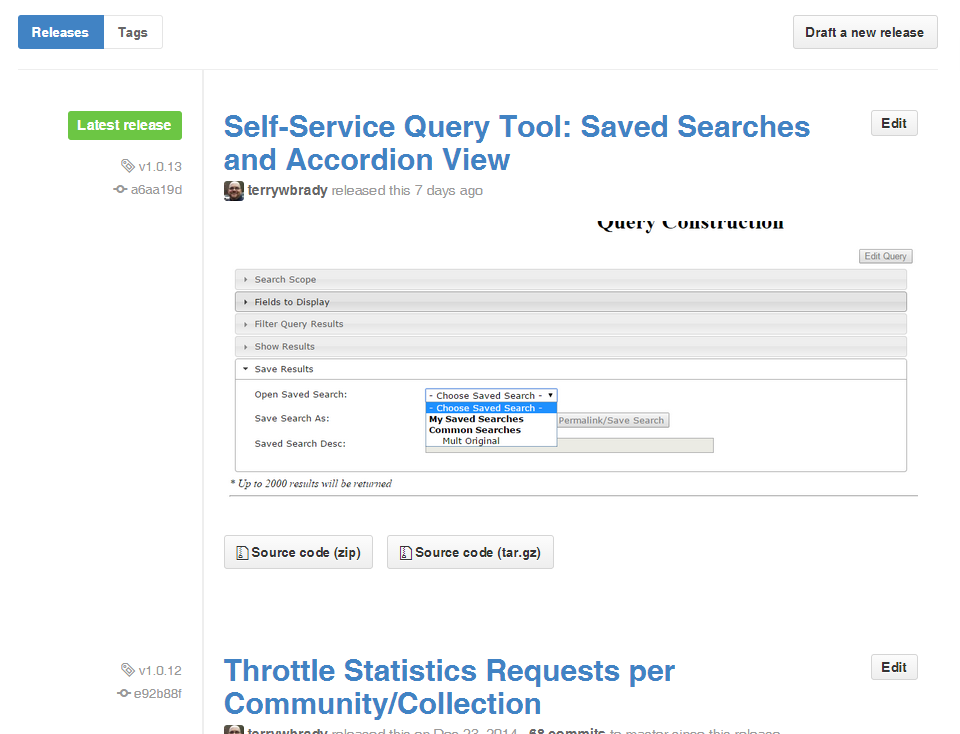 Releases Tags Draft a new release
Latest release
v1.0.13
a6aa19d
Self-Service Query Tool: Saved Searches
and Accordion View
Edit
terrywbrady released this 7 days ago
Query Construction
Edit Query
Search Scope
Fields to Display
Filter Query Results
Show Results
Save Results
Open Saved Search: - Choose Saved Search -
- Choose Saved Search -
My Saved Searches
Save Search As: Permalink/Save Search
Common Searches
Mult Original
Saved Search Desc:
* Up to 2000 results will be returned
Source code (zip) Source code (tar.gz)
v1.0.12
e92b88f
Throttle Statistics Requests per
Community/Collection
Edit
terrywbrady released this on Dec 23, 2014 · 68 commits to master since this release